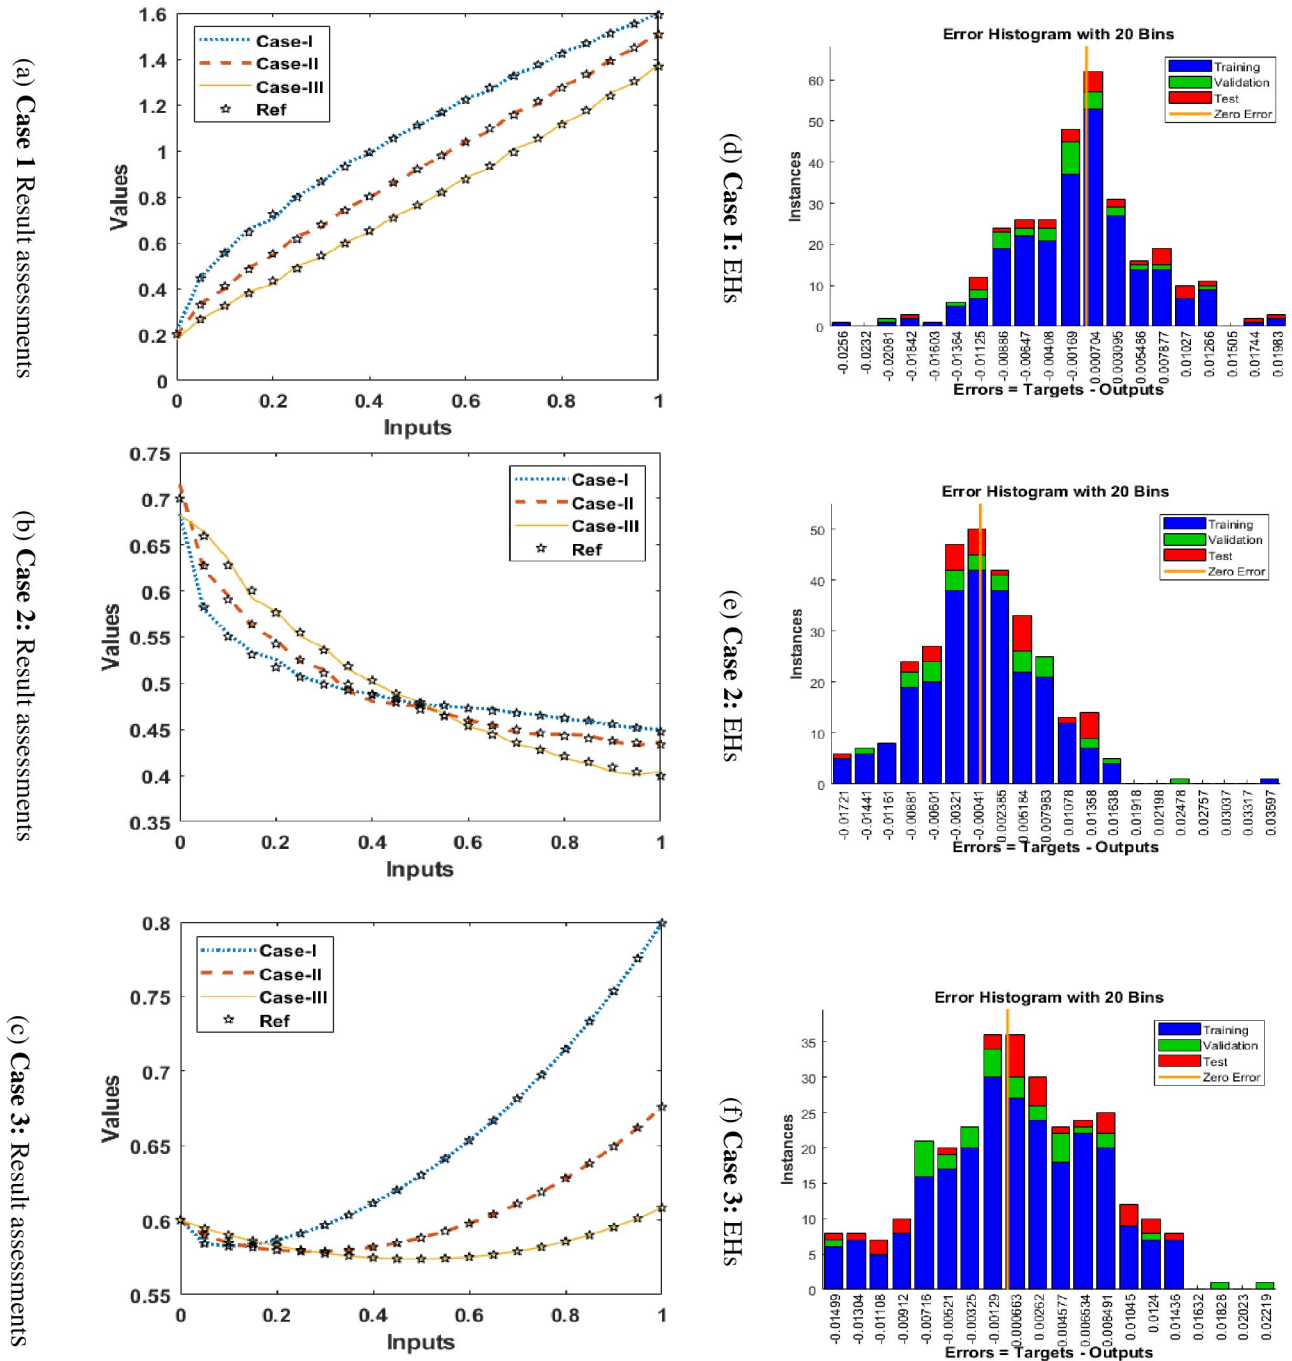 (a) Case 1 Result assessments
1.6
1.4
1.2
1
0.8
0.6
0.4
0.2
0
Values
Case-I
Case-II
Case-III
Ref
0 0.2 0.4 0.6 0.8 1
Inputs
(d) Case I: EHs
Error Histogram with 20 Bins
Training
Validation
Test
Zero Error
60
50
40
30
20
10
0
Instances
-0.0256 -0.0232 -0.02081 -0.01842 -0.01603 -0.01364 -0.01125 -0.00886 -0.00647 -0.00408 -0.00169 0.000704 0.003095 0.005486 0.007877 0.01027 0.01266 0.01505 0.01744 0.01983
Errors = Targets - Outputs
(b) Case 2: Result assessments
0.75
0.7
0.65
0.6
0.55
0.5
0.45
0.4
0.35
Values
Case-I
Case-II
Case-III
Ref
0 0.2 0.4 0.6 0.8 1
Inputs
(e) Case 2: EHs
Error Histogram with 20 Bins
Training
Validation
Test
Zero Error
50
40
30
20
10
0
Instances
-0.01721 -0.01441 -0.01161 -0.00881 -0.00601 -0.00321 -0.00041 0.002385 0.005184 0.007983 0.01078 0.01358 0.01638 0.01918 0.02198 0.02478 0.02757 0.03037 0.03317 0.03597
Errors = Targets - Outputs
(c) Case 3: Result assessments
0.8
0.75
0.7
0.65
0.6
0.55
Values
Case-I
Case-II
Case-III
Ref
0 0.2 0.4 0.6 0.8 1
Inputs
(f) Case 3: EHs
Error Histogram with 20 Bins
Training
Validation
Test
Zero Error
35
30
25
20
15
10
5
0
Instances
-0.01499 -0.01304 -0.01108 -0.00912 -0.00716 -0.00521 -0.00325 -0.00129 0.000663 0.00262 0.004577 0.006534 0.008491 0.01045 0.0124 0.01436 0.01632 0.01828 0.02023 0.0219
Errors = Targets - Outputs